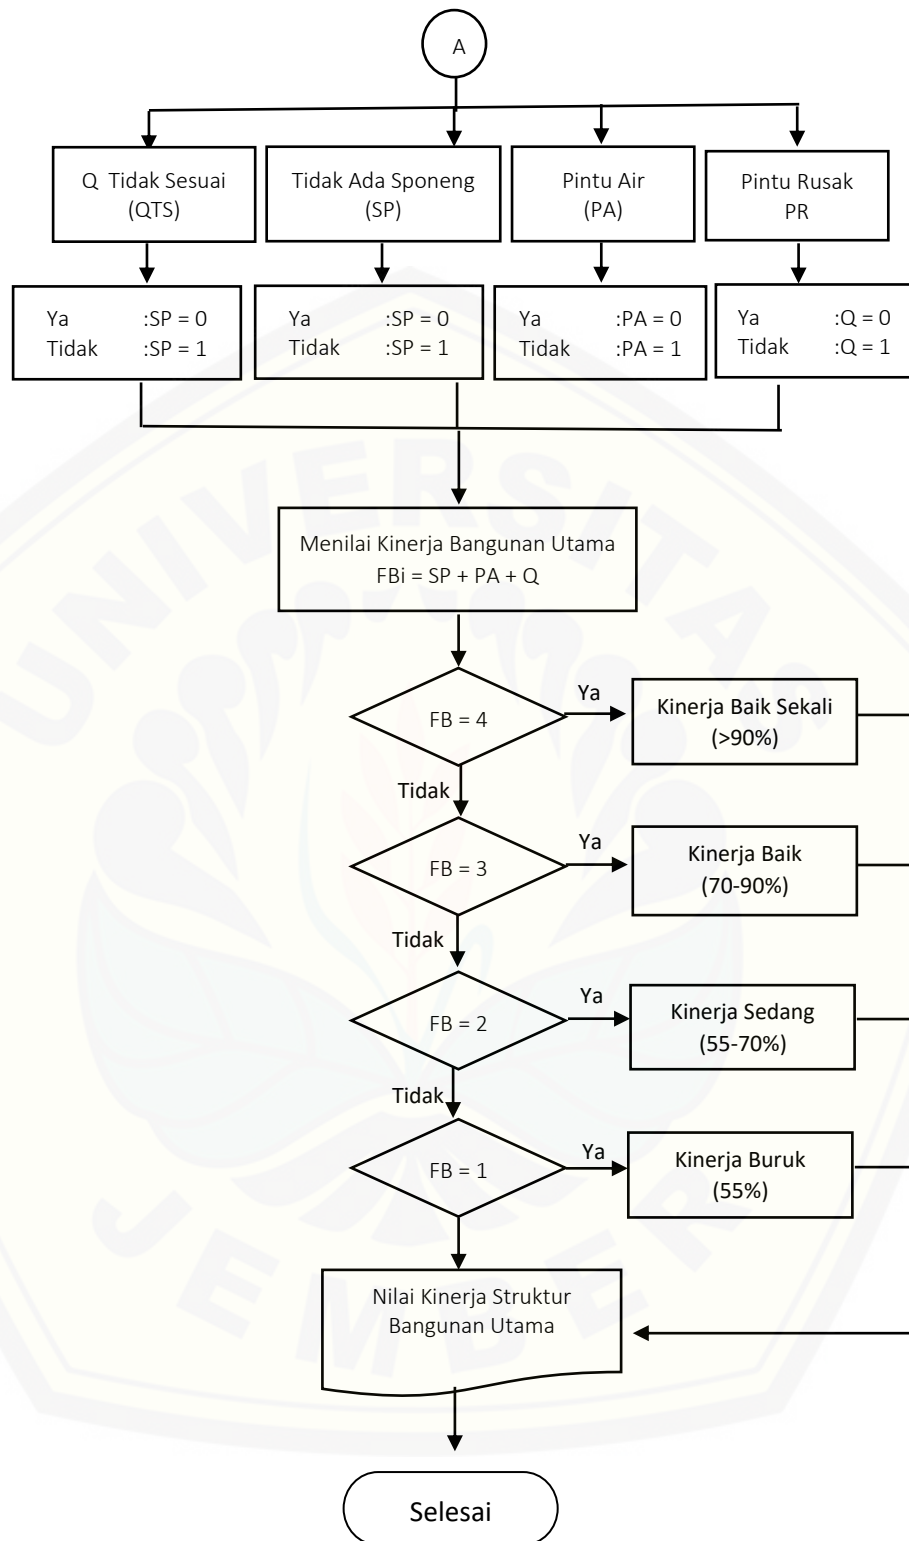 A
Q Tidak Sesuai
(QTS)
Tidak Ada Sponeng
(SP)
Pintu Air
(PA)
Pintu Rusak
PR
Ya :SP = 0
Tidak :SP = 1
Ya :SP = 0
Tidak :SP = 1
Ya :PA = 0
Tidak :PA = 1
Ya :Q = 0
Tidak :Q = 1
Menilai Kinerja Bangunan Utama
FBi = SP + PA + Q
FB = 4
Ya
Kinerja Baik Sekali
(>90%)
Tidak
FB = 3
Ya
Kinerja Baik
(70-90%)
Tidak
FB = 2
Ya
Kinerja Sedang
(55-70%)
Tidak
FB = 1
Ya
Kinerja Buruk
(55%)
Nilai Kinerja Struktur
Bangunan Utama
Selesai
UNIVERSITAS
JEMBER